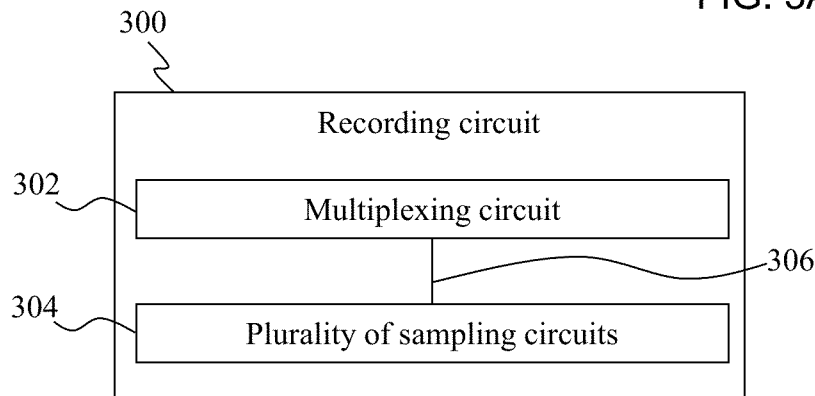 300
Recording circuit
302
Multiplexing circuit
306
304
Plurality of sampling circuits